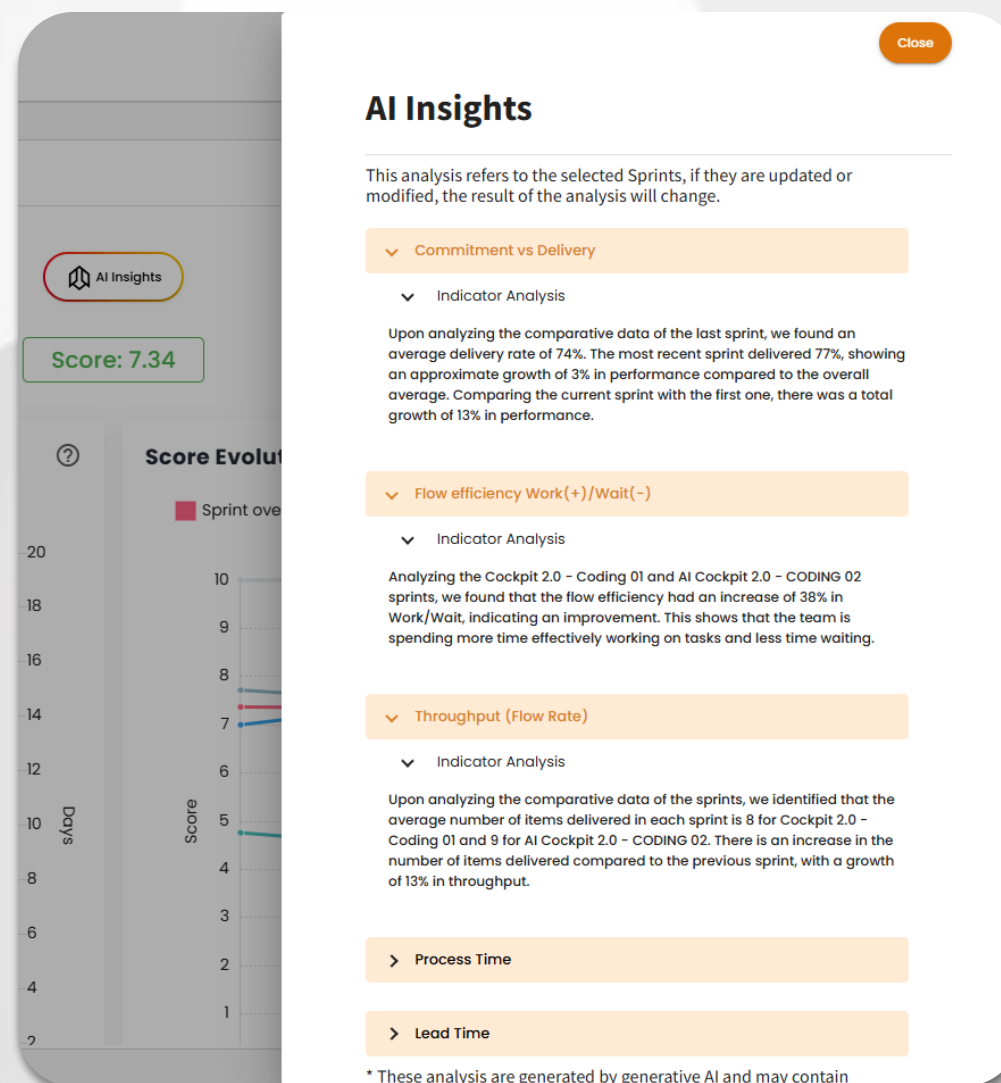 Close
AI Insights
This analysis refers to the selected Sprints, if they are updated or
modified, the result of the analysis will change.
Commitment vs Delivery
Indicator Analysis
Upon analyzing the comparative data of the last sprint, we found an
average delivery rate of 74%. The most recent sprint delivered 77%, showing
an approximate growth of 3% in performance compared to the overall
average. Comparing the current sprint with the first one, there was a total
growth of 13% in performance.
Flow efficiency Work(+)/Wait(-)
Indicator Analysis
Analyzing the Cockpit 2.0 - Coding 01 and AI Cockpit 2.0 - CODING 02
sprints, we found that the flow efficiency had an increase of 38% in
Work/Wait, indicating an improvement. This shows that the team is
spending more time effectively working on tasks and less time waiting.
Throughput (Flow Rate)
Indicator Analysis
Upon analyzing the comparative data of the sprints, we identified that the
average number of items delivered in each sprint is 8 for Cockpit 2.0 -
Coding 01 and 9 for AI Cockpit 2.0 - CODING 02. There is an increase in the
number of items delivered compared to the previous sprint, with a growth
of 13% in throughput.
Process Time
Lead Time
* These analysis are generated by generative AI and may contain
AI Insights
Score: 7.34
?
20
18
16
14
12
10
8
6
4
2
Days
Score Evolut
Sprint ove
10
9
8
7
6
5
4
3
2
1
Score